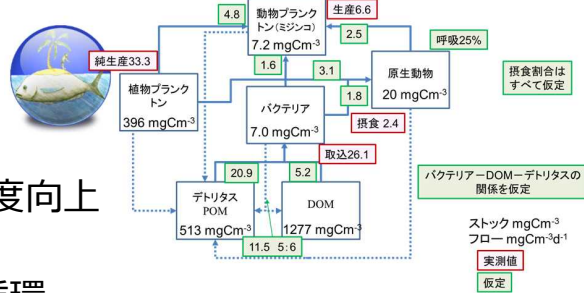 4.8
動物プランク
トン(ミジンコ)
7.2 mgCm-3
生産6.6
2.5
呼吸25%
純生産33.3
1.6
3.1
原生動物
20 mgCm-3
摂食割合は
すべて仮定
植物プランク
トン
396 mgCm-3
バクテリア
7.0 mgCm-3
1.8
摂食 2.4
取込26.1
20.9
5.2
バクテリアーDOMーデトリタスの
関係を仮定
度向上
デトリタス
POM
513 mgCm-3
DOM
1277 mgCm-3
11.5 5:6
ストック mgCm-3
フロー mgCm-3d-1
実測値
仮定